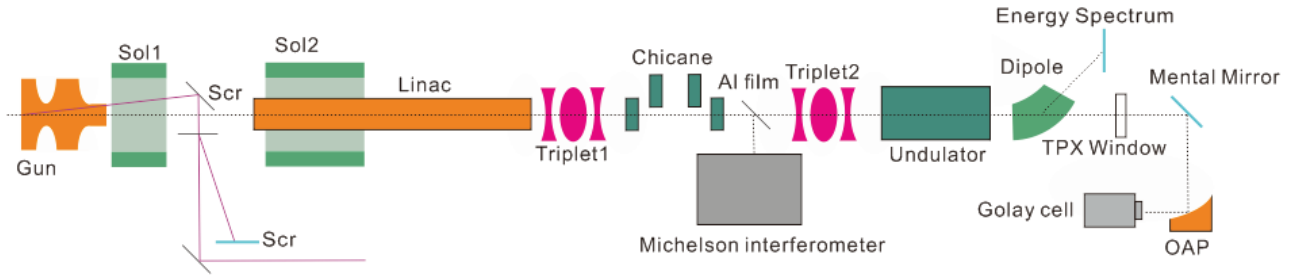 Energy Spectrum
Sol1
Sol2
Chicane
Triplet2
Dipole
Mental Mirror
Scr
Linac
Al film
Gun
Triplet1
Undulator
TPX Window
Golay cell
Scr
Michelson interferometer
OAP